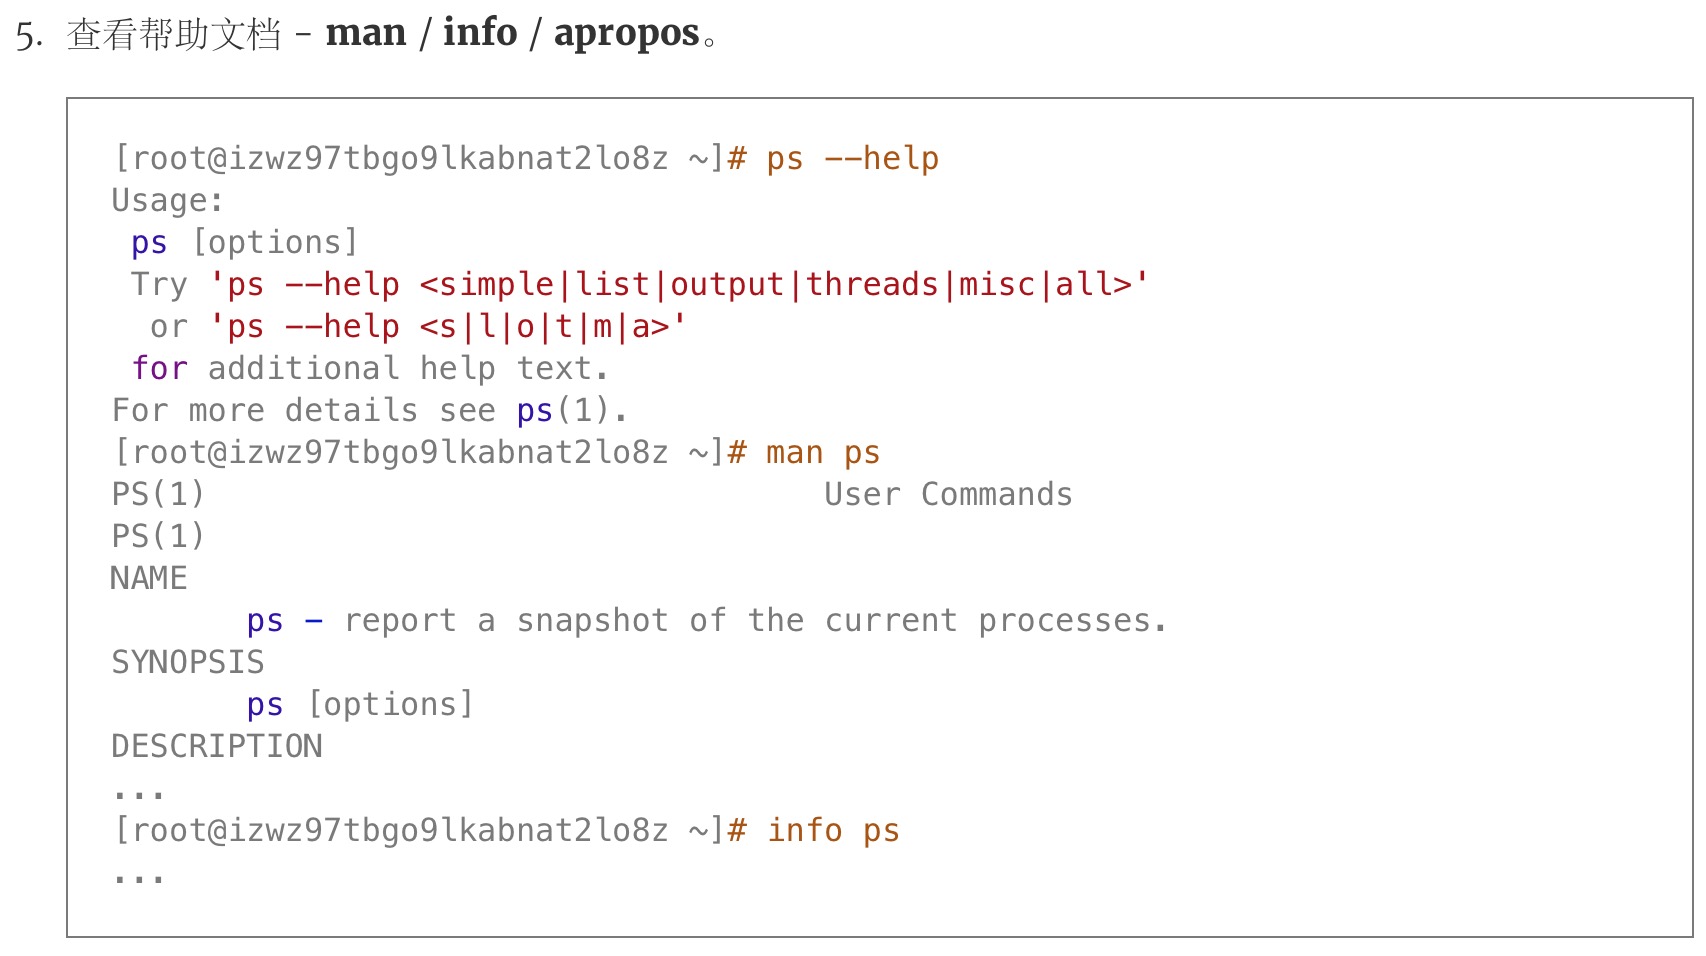 5. 查看帮助文档 - man / info / apropos。
[root@izwz97tbgo9lkabnat2lo8z ~]# ps --help
Usage:
 ps [options]
 Try 'ps --help <simple|list|output|threads|misc|all>'
  or 'ps --help <s|l|o|t|m|a>'
 for additional help text.
For more details see ps(1).
[root@izwz97tbgo9lkabnat2lo8z ~]# man ps
PS(1)                                User Commands
PS(1)
NAME
       ps - report a snapshot of the current processes.
SYNOPSIS
       ps [options]
DESCRIPTION
...
[root@izwz97tbgo9lkabnat2lo8z ~]# info ps
...